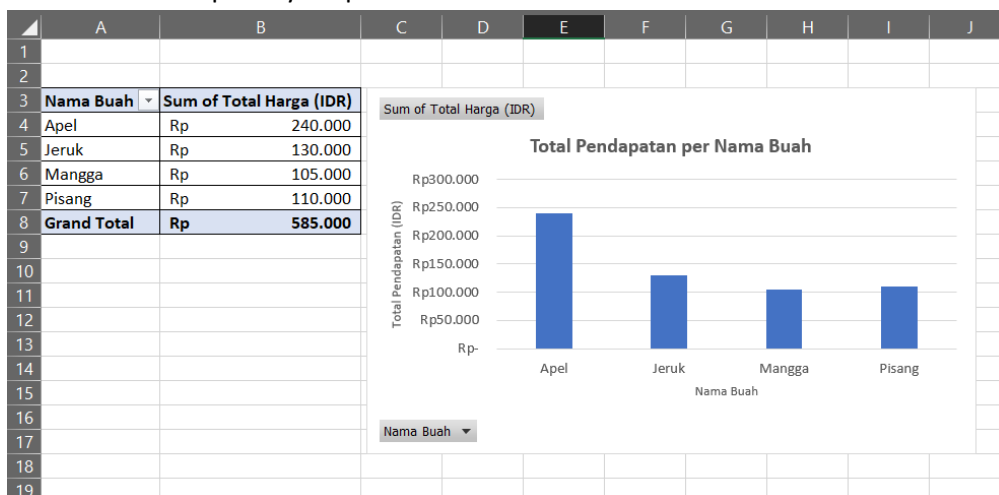 A B C D E F G H I J
1
2
3 Nama Buah Sum of Total Harga (IDR)
4 Apel Rp 240.000
5 Jeruk Rp 130.000
6 Mangga Rp 105.000
7 Pisang Rp 110.000
8 Grand Total Rp 585.000
9
10
11
12
13
14
15
16
17
18
19
Sum of Total Harga (IDR)
Total Pendapatan per Nama Buah
Total Pendapatan (IDR)
Rp300.000
Rp250.000
Rp200.000
Rp150.000
Rp100.000
Rp50.000
Rp-
Apel Jeruk Mangga Pisang
Nama Buah
Nama Buah